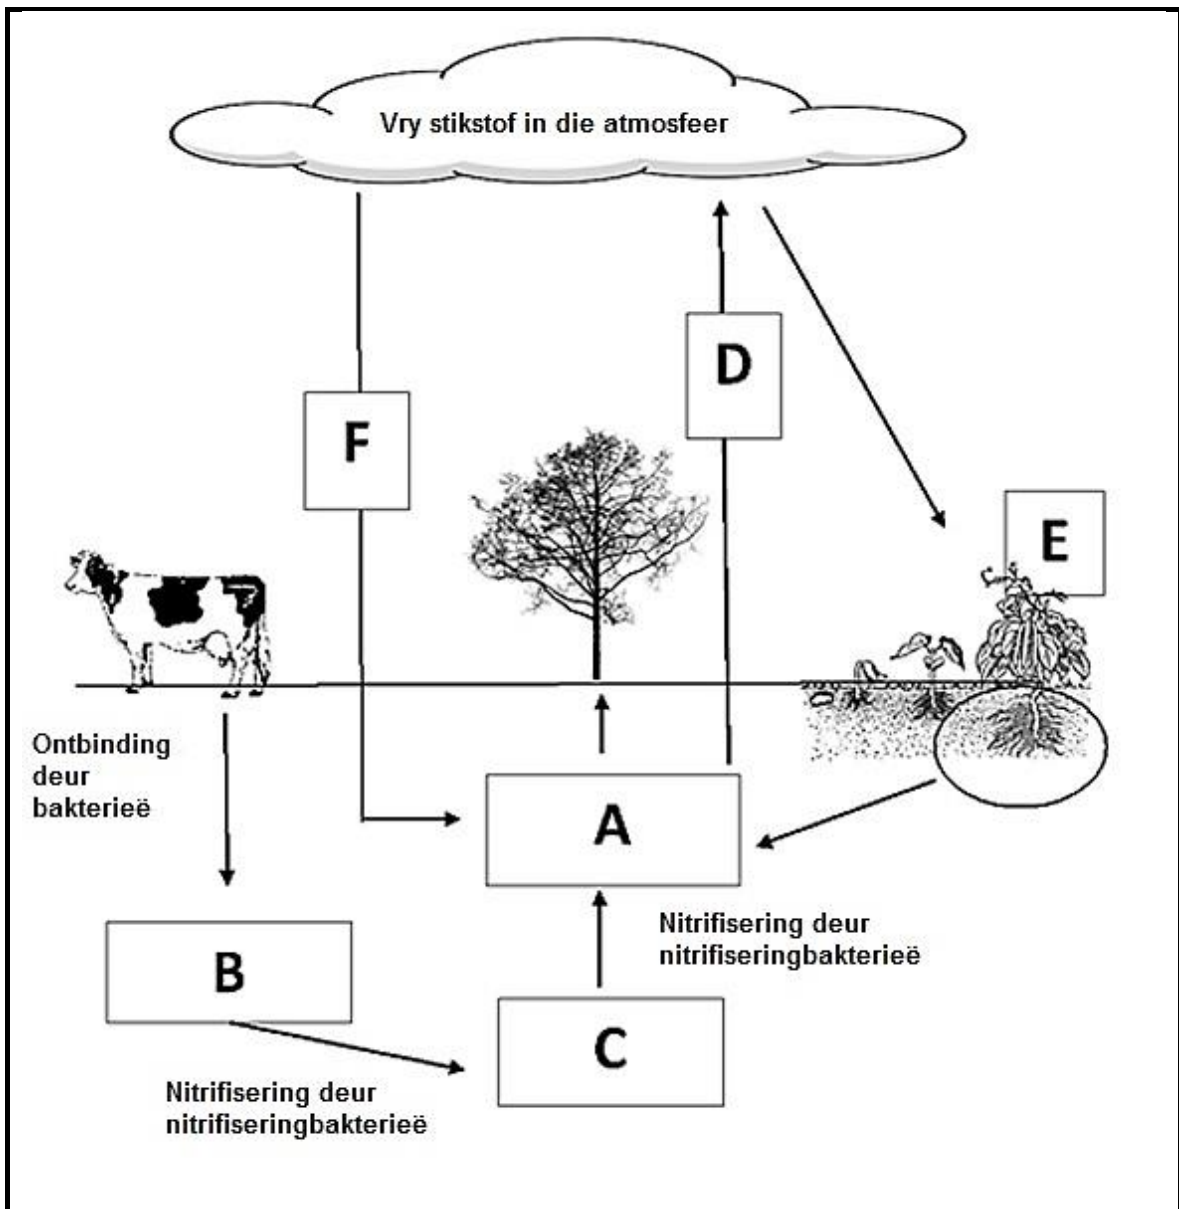 Vry stikstof in die atmosfeer
D
F
E
Ontbinding
deur
bakterieë
A
Nitrifisering deur
nitrifiseringbakterieë
B
C
Nitrifisering deur
nitrifiseringbakterieë